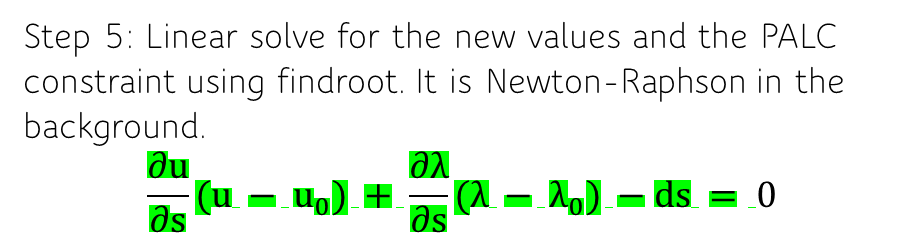 Step 5: Linear solve for the new values and the PALC
constraint using findroot. It is Newton-Raphson in the
background.
∂u/∂s (u − u₀) + ∂λ/∂s (λ − λ₀) − ds = 0